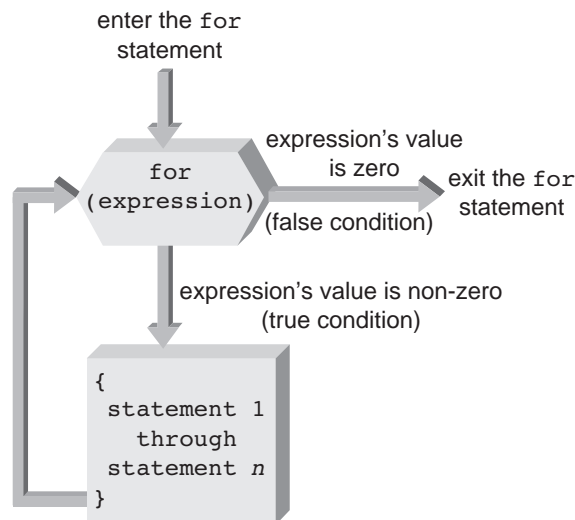 enter the for
statement
for
(expression)
expression's value
is zero
(false condition)
exit the for
statement
expression's value is non-zero
(true condition)
{
statement 1
through
statement n
}